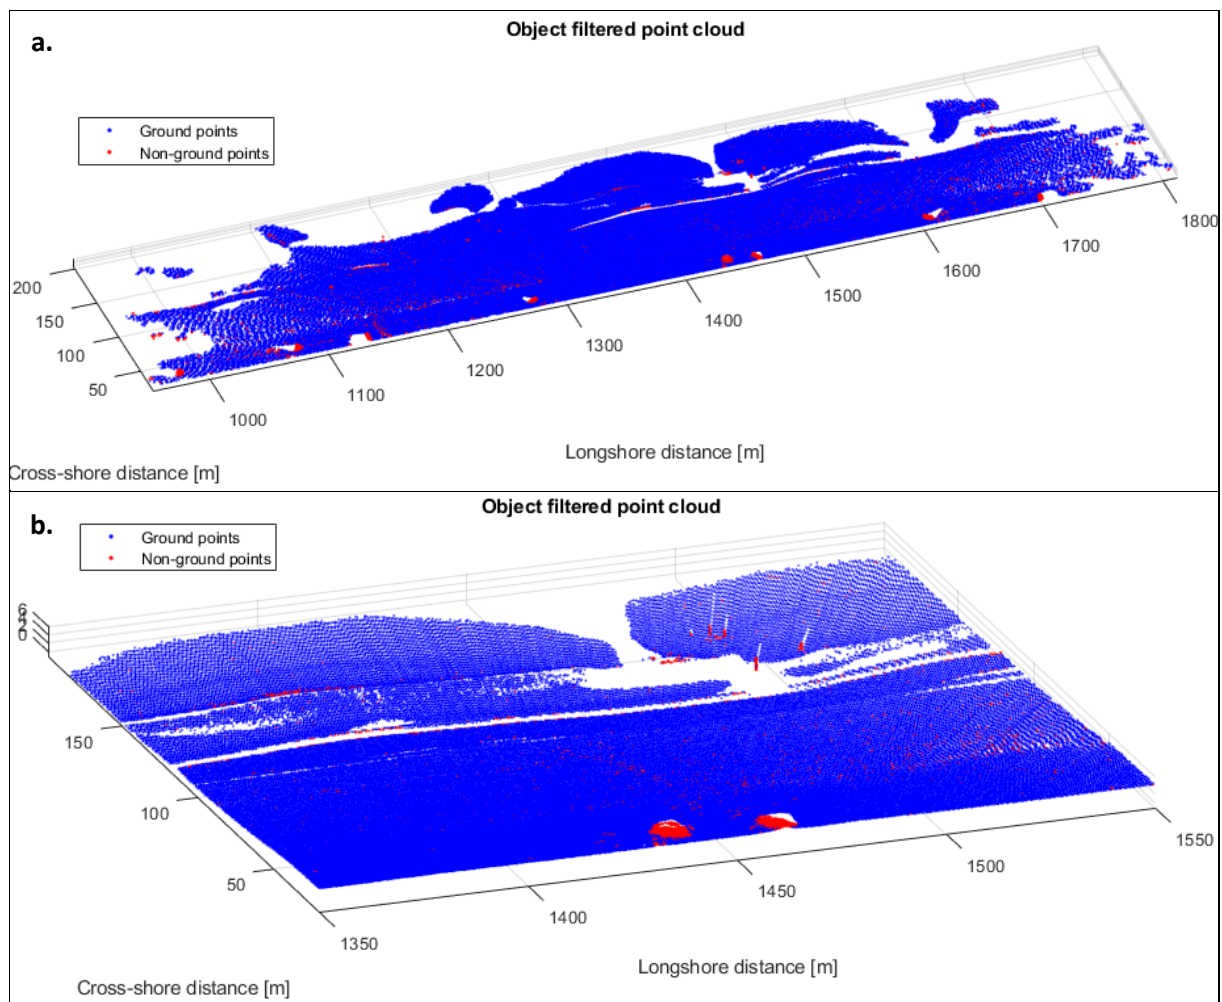 a.
Object filtered point cloud
Ground points
Non-ground points
200
150
100
50
1000
1100
1200
1300
1400
1500
1600
1700
1800
Longshore distance [m]
Cross-shore distance [m]
b.
Object filtered point cloud
Ground points
Non-ground points
6
4
2
0
150
100
50
1350
1400
1450
1500
1550
Longshore distance [m]
Cross-shore distance [m]